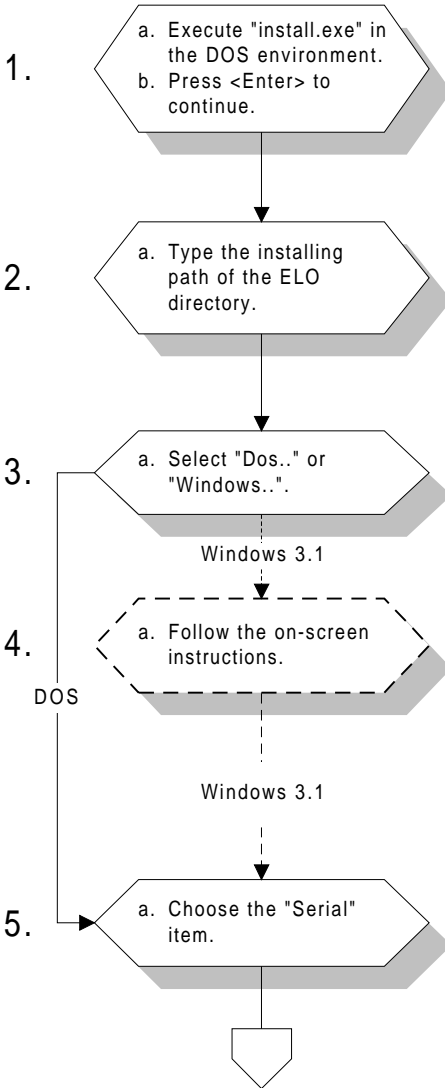 1.
a. Execute "install.exe" in
the DOS environment.
b. Press <Enter> to
continue.
2.
a. Type the installing
path of the ELO
directory.
3.
a. Select "Dos.." or
"Windows..".
Windows 3.1
4.
a. Follow the on-screen
instructions.
DOS
Windows 3.1
5.
a. Choose the "Serial"
item.